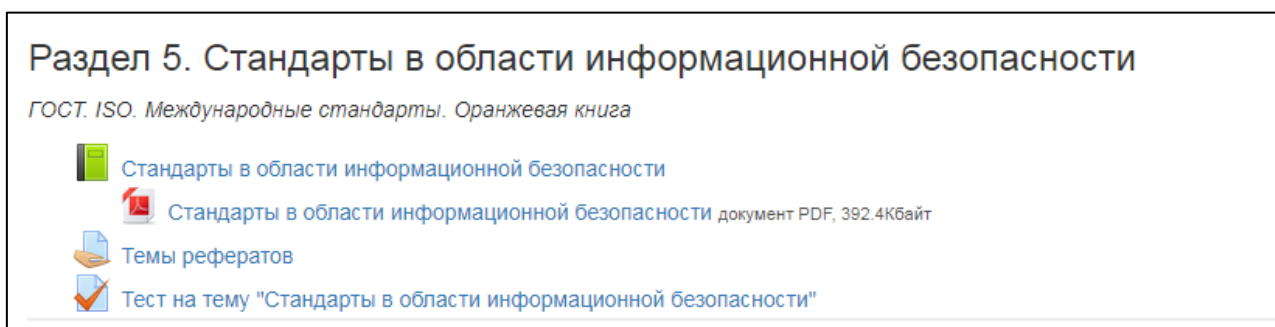 Раздел 5. Стандарты в области информационной безопасности
ГОСТ. ISO. Международные стандарты. Оранжевая книга
Стандарты в области информационной безопасности
Стандарты в области информационной безопасности документ PDF, 392.4Кбайт
Темы рефератов
Тест на тему "Стандарты в области информационной безопасности"